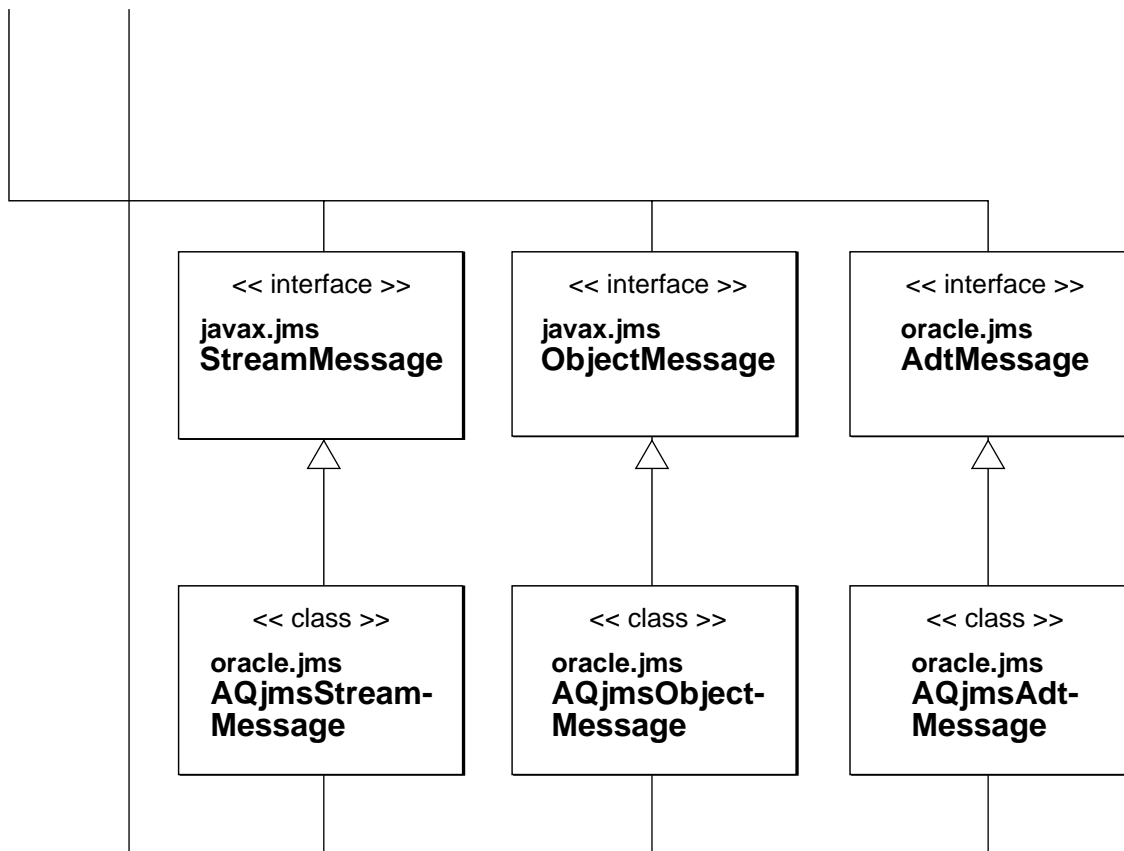 << interface >>
javax.jms
StreamMessage
<< interface >>
javax.jms
ObjectMessage
<< interface >>
oracle.jms
AdtMessage
<< class >>
oracle.jms
AQjmsStream-
Message
<< class >>
oracle.jms
AQjmsObject-
Message
<< class >>
oracle.jms
AQjmsAdt-
Message